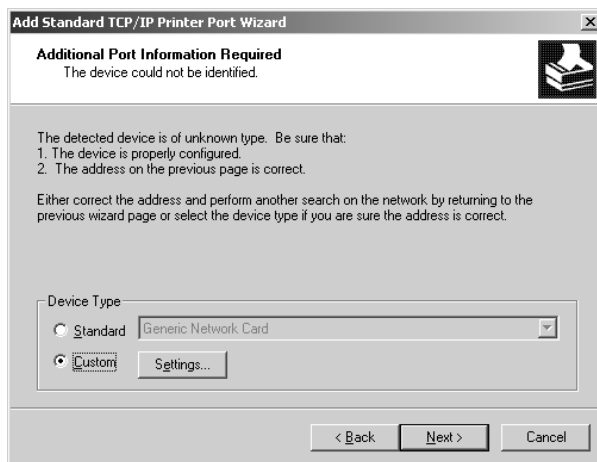 Add Standard TCP/IP Printer Port Wizard
Additional Port Information Required
The device could not be identified.
The detected device is of unknown type. Be sure that:
1. The device is properly configured.
2. The address on the previous page is correct.
Either correct the address and perform another search on the network by returning to the
previous wizard page or select the device type if you are sure the address is correct.
Device Type
Standard Generic Network Card
Custom Settings...
< Back Next > Cancel